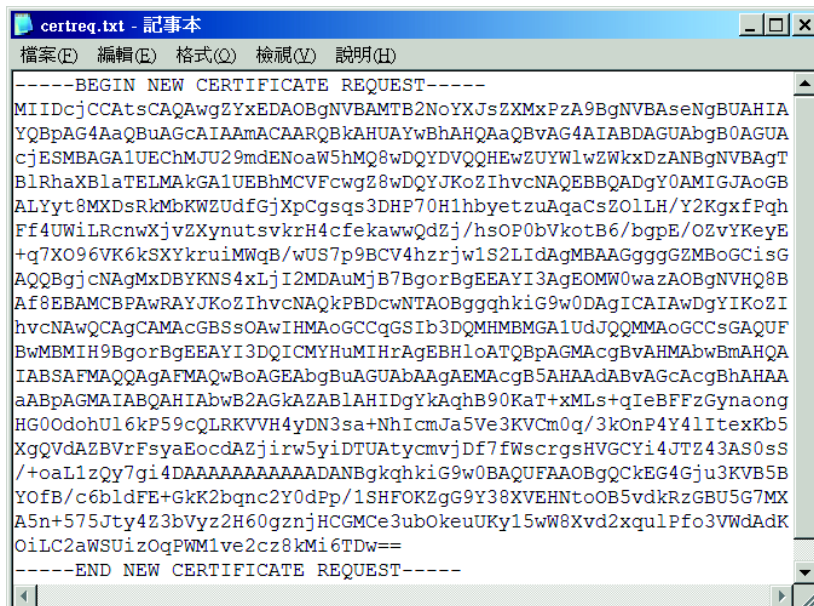 certreq.txt - 記事本
檔案(F) 編輯(E) 格式(O) 檢視(V) 說明(H)
-----BEGIN NEW CERTIFICATE REQUEST-----
MIIDcjCCAtsCAQAwgZYxEDAOBgNVBAMTB2NoYXJsZXMxPzA9BgNVBAseNgBUAHIA
YQBpAG4AaQBuAGcAIAAmACAARQBkAHUAYwBhAHQAaQBvAG4AIABDAGUAbgB0AGUA
cjESMBAGA1UEChMJU29mdENoaW5hMQ8wDQYDVQQHEwZUYWlwZWkxDzANBgNVBAgT
BlRhaXBlaTELMAkGA1UEBhMCVFcwgZ8wDQYJKoZIhvcNAQEBBQADgY0AMIGJAoGB
ALYyt8MXDsRkMbKWZUdfGjXpCgsqs3DHP70H1hbyetzuAqaCsZOlLH/Y2KgxfPqh
Ff4UWiLRcnwXjvZXynutsvkrH4cfekawwQdZj/hsOP0bVkotB6/bgpE/OZvYKeyE
+q7XO96VK6kSXYkruiMWqB/wUS7p9BCV4hzrjw1S2LIdAgMBAAGgggGZMBoGCisG
AQQBgjcNAgMxDBYKNS4xLjI2MDAuMjB7BgorBgEEAYI3AgEOMW0wazAOBgNVHQ8B
Af8EBAMCBPAwRAYJKoZIhvcNAQkPBDcwNTAOBggqhkiG9w0DAgICAIAwDgYIKoZI
hvcNAwQCAgCAMAcGBSsOAwIHMAoGCCqGSIb3DQMHMBMGA1UdJQQMMAoGCCsGAQUF
BwMBMIH9BgorBgEEAYI3DQICMYHuMIHrAgEBHloATQBpAGMAcgBvAHMAbwBmAHQA
IABSAFMAQQAgAFMAQwBoAGEAbgBuAGUAbAAgAEMAcgB5AHAAdABvAGcAcgBhAHAA
aABpAGMAIABQAHIAbwB2AGkAZABlAHIDgYkAqhB90KaT+xMLs+qIeBFFzGynaong
HG0OdohUl6kP59cQLRKVVH4yDN3sa+NhIcmJa5Ve3KVCm0q/3kOnP4Y4lItexKb5
XgQVdAZBVrFsyaEocdAZjirw5yiDTUAtycmvjDf7fWscrgsHVGCYi4JTZ43AS0sS
/+oaL1zQy7gi4DAAAAAAAAAAADANBgkqhkiG9w0BAQUFAAOBgQCkEG4Gju3KVB5B
YOfB/c6bldFE+GkK2bqnc2Y0dPp/1SHFOKZgG9Y38XVEHNtoOB5vdkRzGBU5G7MX
A5n+575Jty4Z3bVyz2H60gznjHCGMCe3ubOkeuUKy15wW8Xvd2xqulPfo3VWdAdK
OiLC2aWSUizOqPWM1ve2cz8kMi6TDw==
-----END NEW CERTIFICATE REQUEST-----